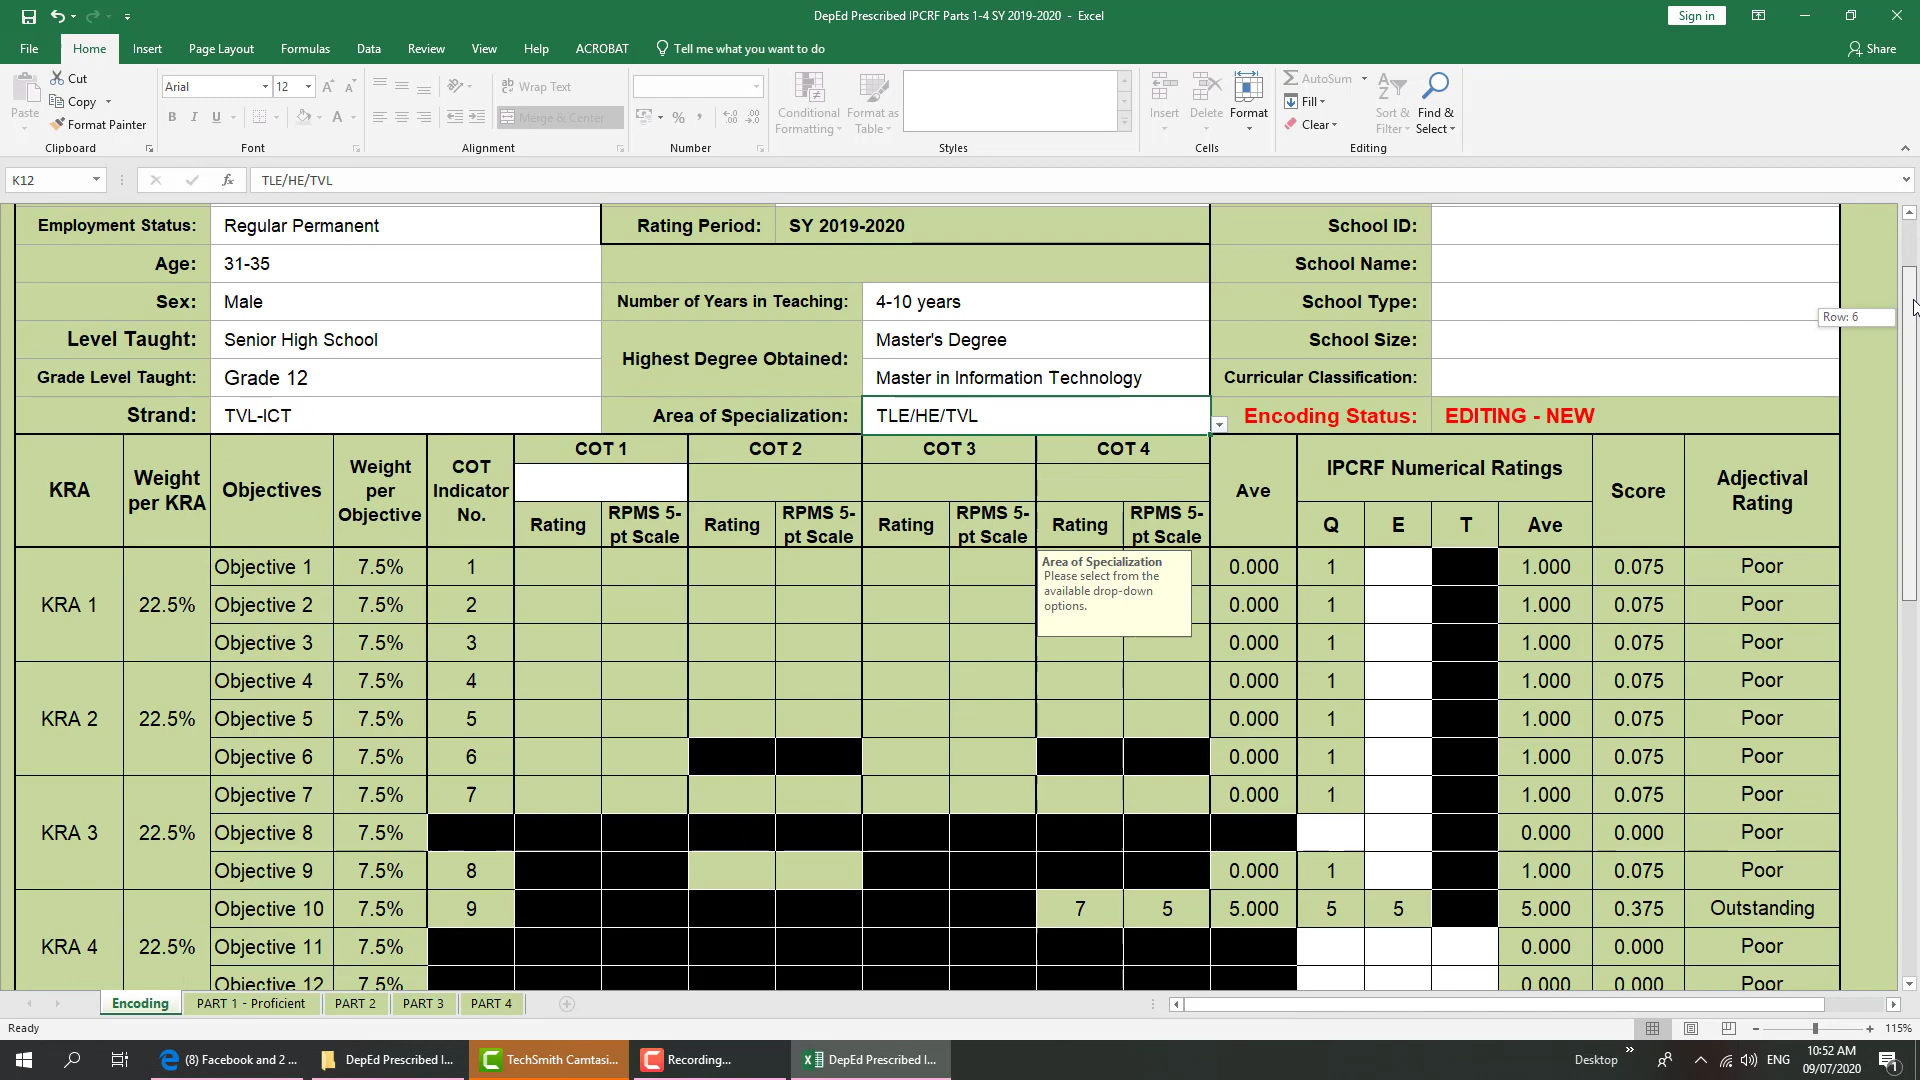 DepEd Prescribed IPCRF Parts 1-4 SY 2019-2020 - Excel
Sign in
File Home Insert Page Layout Formulas Data Review View Help ACROBAT Tell me what you want to do
Share
Paste
Cut
Copy
Format Painter
Clipboard
Arial 12
B I U
Font
Wrap Text
Merge & Center
Alignment
%
Number
Conditional Formatting
Format as Table
Styles
Insert Delete Format
Cells
AutoSum
Fill
Clear
Sort & Filter
Find & Select
Editing
K12
fx
TLE/HE/TVL
Employment Status: Regular Permanent Rating Period: SY 2019-2020 School ID:
Age: 31-35 School Name:
Sex: Male Number of Years in Teaching: 4-10 years School Type:
Row: 6
Level Taught: Senior High School Highest Degree Obtained: Master's Degree School Size:
Grade Level Taught: Grade 12 Master in Information Technology Curricular Classification:
Strand: TVL-ICT Area of Specialization: TLE/HE/TVL Encoding Status: EDITING - NEW
KRA
Weight per KRA
Objectives
Weight per Objective
COT Indicator No.
COT 1 COT 2 COT 3 COT 4
Rating RPMS 5-pt Scale Rating RPMS 5-pt Scale Rating RPMS 5-pt Scale Rating RPMS 5-pt Scale
Ave
IPCRF Numerical Ratings
Q E T Ave
Score
Adjectival Rating
Area of Specialization
Please select from the
available drop-down
options.
Objective 1 7.5% 1 0.000 1 1.000 0.075 Poor
KRA 1 22.5% Objective 2 7.5% 2 0.000 1 1.000 0.075 Poor
Objective 3 7.5% 3 0.000 1 1.000 0.075 Poor
Objective 4 7.5% 4 0.000 1 1.000 0.075 Poor
KRA 2 22.5% Objective 5 7.5% 5 0.000 1 1.000 0.075 Poor
Objective 6 7.5% 6 0.000 1 1.000 0.075 Poor
Objective 7 7.5% 7 0.000 1 1.000 0.075 Poor
KRA 3 22.5% Objective 8 7.5% 0.000 0.000 Poor
Objective 9 7.5% 8 0.000 1 1.000 0.075 Poor
Objective 10 7.5% 9 7 5 5.000 5 5 5.000 0.375 Outstanding
KRA 4 22.5% Objective 11 7.5% 0.000 0.000 Poor
Objective 12 7.5% 0.000 0.000 Poor
Encoding PART 1 - Proficient PART 2 PART 3 PART 4
Ready
115%
(8) Facebook and 2 ...
DepEd Prescribed I...
TechSmith Camtasi...
Recording...
DepEd Prescribed I...
Desktop
ENG
10:52 AM
09/07/2020
1